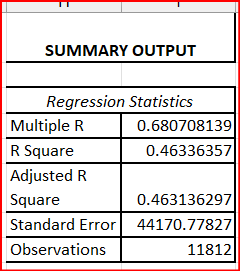 SUMMARY OUTPUT
Regression Statistics
Multiple R 0.680708139
R Square 0.46336357
Adjusted R
Square 0.463136297
Standard Error 44170.77827
Observations 11812